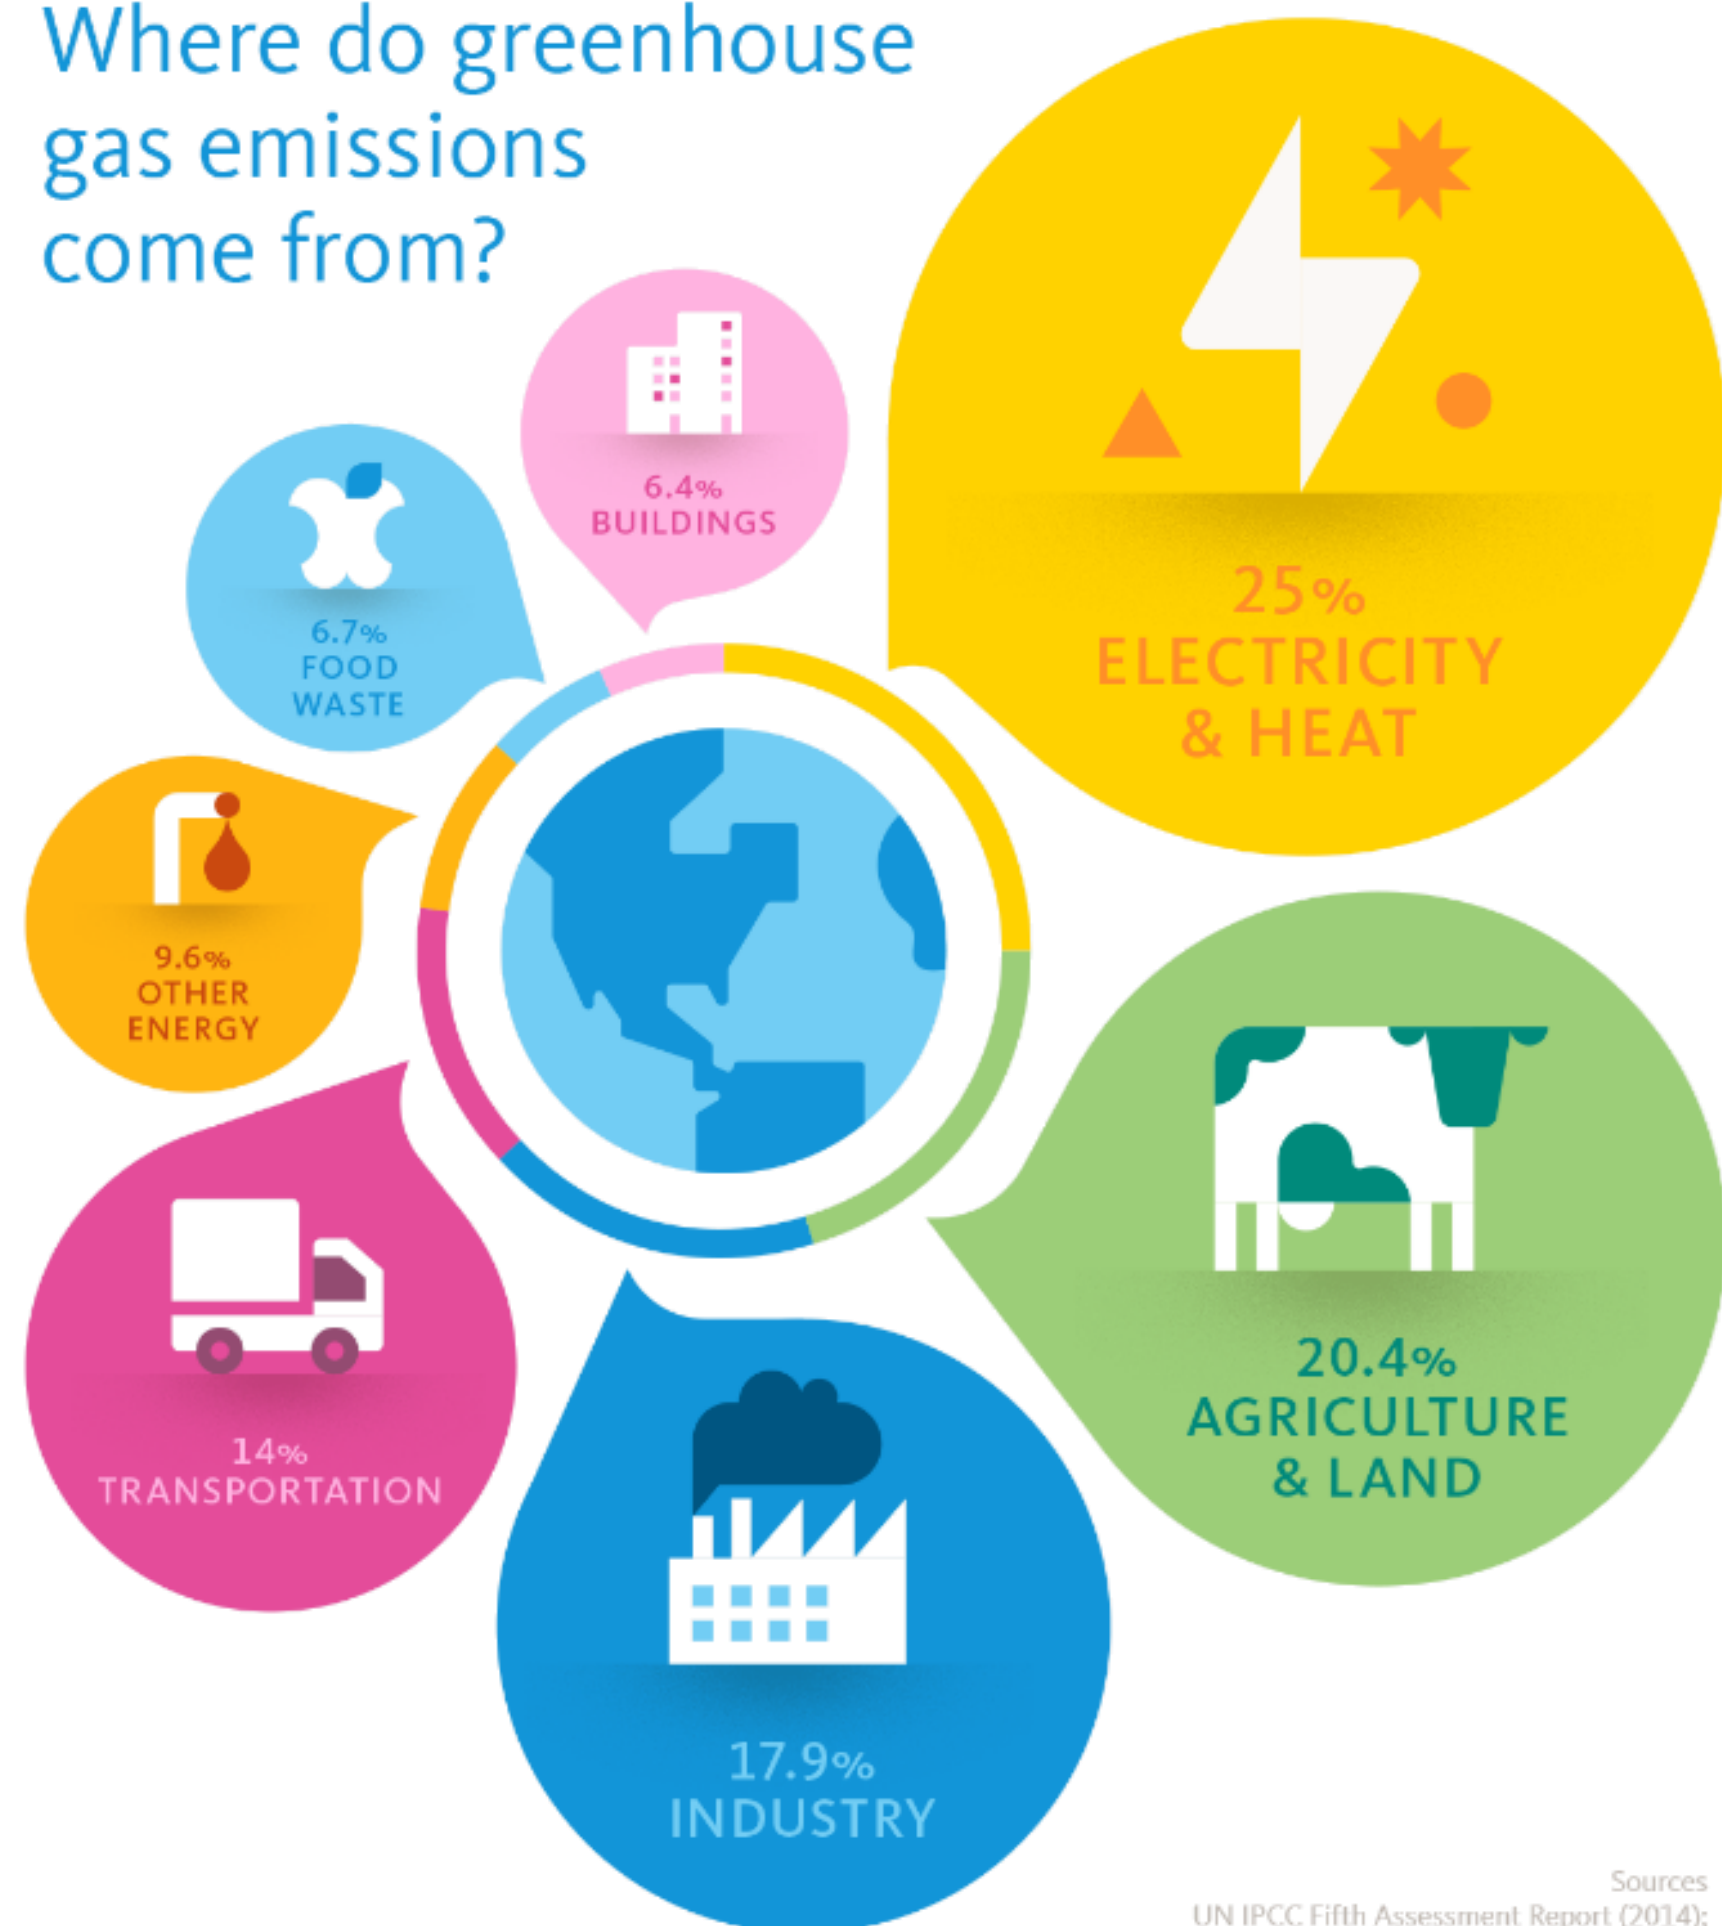 Where do greenhouse
gas emissions
come from?
25%
ELECTRICITY
& HEAT
6.4%
BUILDINGS
6.7%
FOOD
WASTE
9.6%
OTHER
ENERGY
20.4%
AGRICULTURE
& LAND
14%
TRANSPORTATION
17.9%
INDUSTRY
Sources
UN IPCC Fifth Assessment Report (2014);